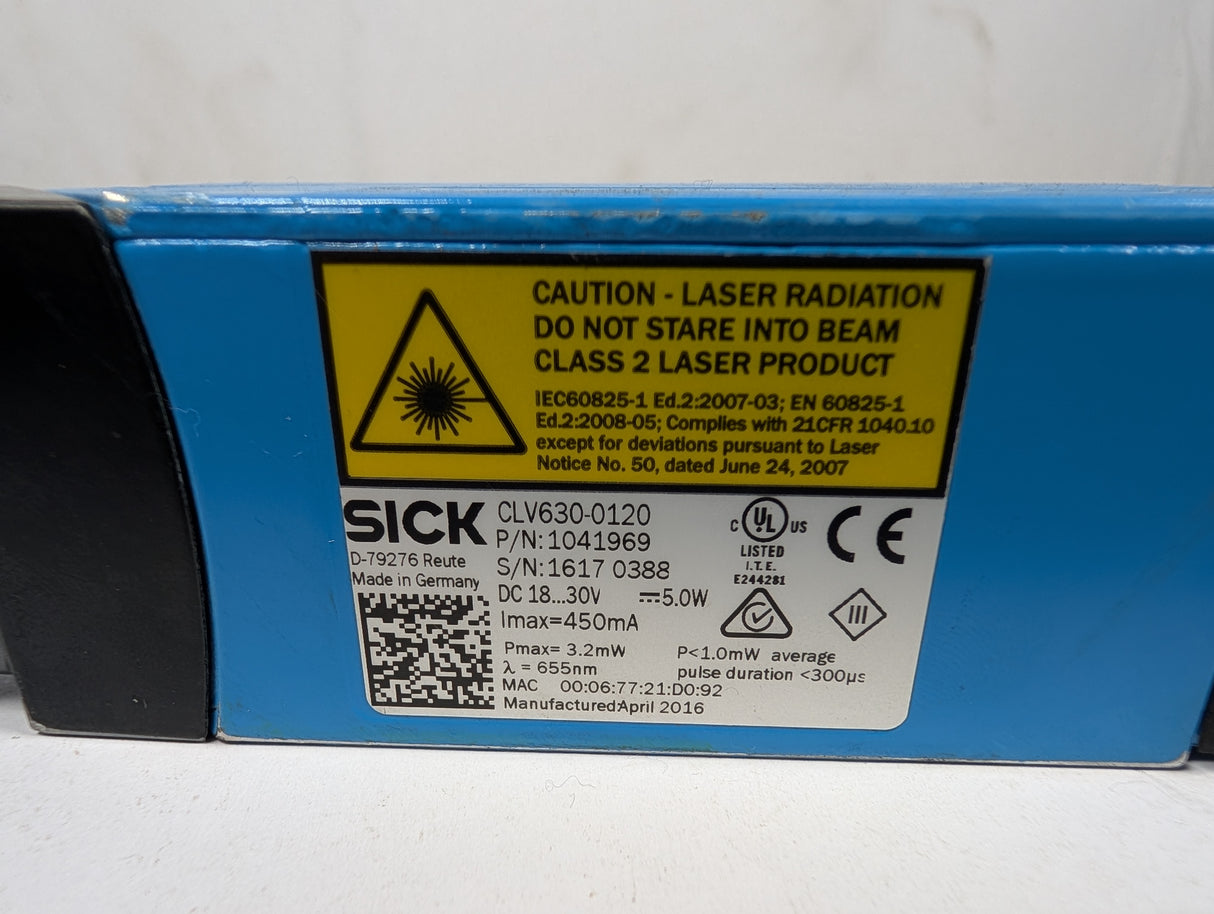 CAUTION - LASER RADIATION
DO NOT STARE INTO BEAM
CLASS 2 LASER PRODUCT
IEC60825-1 Ed.2:2007-03; EN 60825-1
Ed.2:2008-05; Complies with 21CFR 1040.10
except for deviations pursuant to Laser
Notice No. 50, dated June 24, 2007
SICK
D-79276 Reute
Made in Germany
CLV630-0120
P/N: 1041969
S/N: 1617 0388
DC 18...30V ⎓5.0W
Imax=450mA
Pmax= 3.2mW P<1.0mW average
λ = 655nm pulse duration <300µs
MAC 00:06:77:21:D0:92
Manufactured:April 2016
C UL US
LISTED
I.T.E.
E244281
CE
III